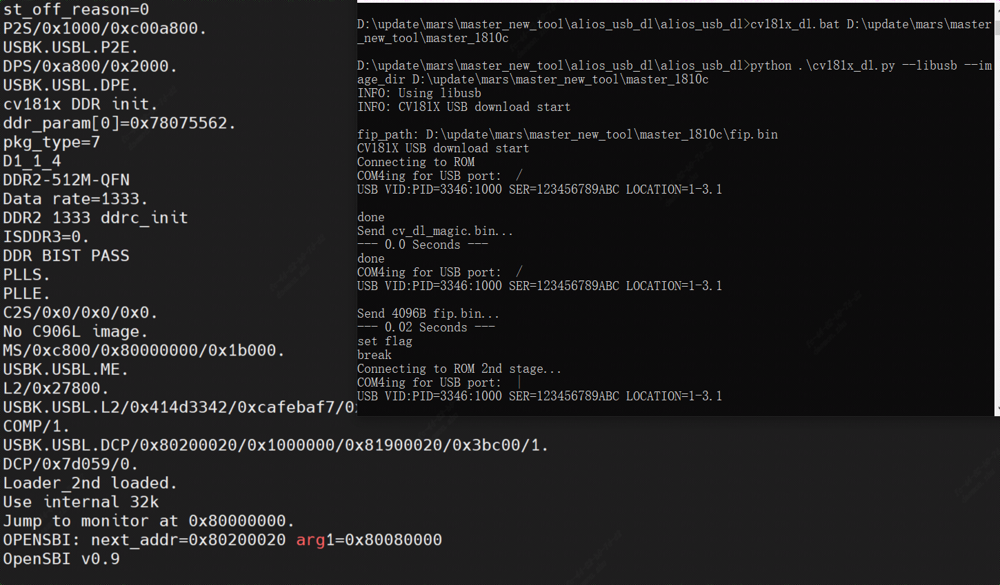 st_off_reason=0
P2S/0x1000/0xc00a800.
USBK.USBL.P2E.
DPS/0xa800/0x2000.
USBK.USBL.DPE.
cv181x DDR init.
ddr_param[0]=0x78075562.
pkg_type=7
D1_1_4
DDR2-512M-QFN
Data rate=1333.
DDR2 1333 ddrc_init
ISDDR3=0.
DDR BIST PASS
PLLS.
PLLE.
C2S/0x0/0x0/0x0.
No C906L image.
MS/0xc800/0x80000000/0x1b000.
USBK.USBL.ME.
L2/0x27800.
USBK.USBL.L2/0x414d3342/0xcafebaf7/0
COMP/1.
USBK.USBL.DCP/0x80200020/0x1000000/0x81900020/0x3bc00/1.
DCP/0x7d059/0.
Loader_2nd loaded.
Use internal 32k
Jump to monitor at 0x80000000.
OPENSBI: next_addr=0x80200020 arg1=0x80080000
OpenSBI v0.9
D:\update\mars\master_new_tool\alios_usb_dl\alios_usb_dl>cv181x_dl.bat D:\update\mars\master
_new_tool\master_1810c
D:\update\mars\master_new_tool\alios_usb_dl\alios_usb_dl>python .\cv181x_dl.py --libusb --im
age_dir D:\update\mars\master_new_tool\master_1810c
INFO: Using libusb
INFO: CV181X USB download start
fip_path: D:\update\mars\master_new_tool\master_1810c\fip.bin
CV181X USB download start
Connecting to ROM
COM4ing for USB port:  /
USB VID:PID=3346:1000 SER=123456789ABC LOCATION=1-3.1
done
Send cv_dl_magic.bin...
--- 0.0 Seconds ---
done
COM4ing for USB port:  /
USB VID:PID=3346:1000 SER=123456789ABC LOCATION=1-3.1
Send 4096B fip.bin...
--- 0.02 Seconds ---
set flag
break
Connecting to ROM 2nd stage...
COM4ing for USB port:  |
USB VID:PID=3346:1000 SER=123456789ABC LOCATION=1-3.1